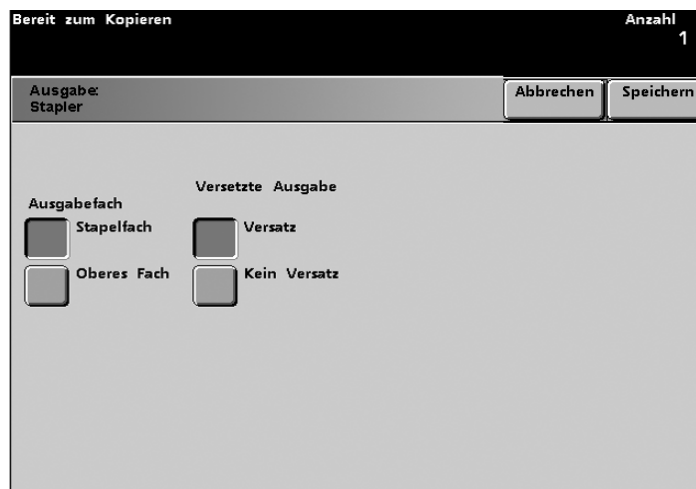 Bereit zum Kopieren
Anzahl
1
Ausgabe:
Stapler
Abbrechen
Speichern
Ausgabefach
Stapelfach
Oberes Fach
Versetzte Ausgabe
Versatz
Kein Versatz